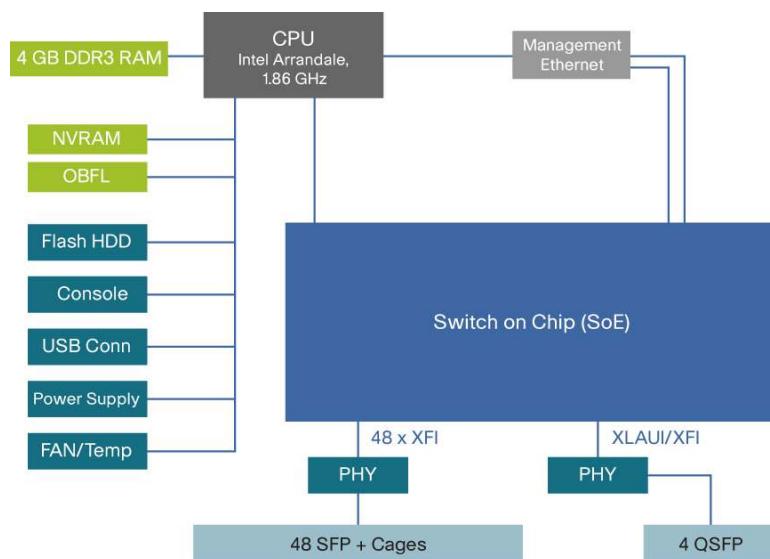 CPU
Intel Arrandale,
1.86 GHz
4 GB DDR3 RAM
Management
Ethernet
NVRAM
OBFL
Flash HDD
Console
USB Conn
Power Supply
FAN/Temp
Switch on Chip (SoE)
48 x XFI
XLAUI/XFI
PHY
PHY
48 SFP + Cages
4 QSFP